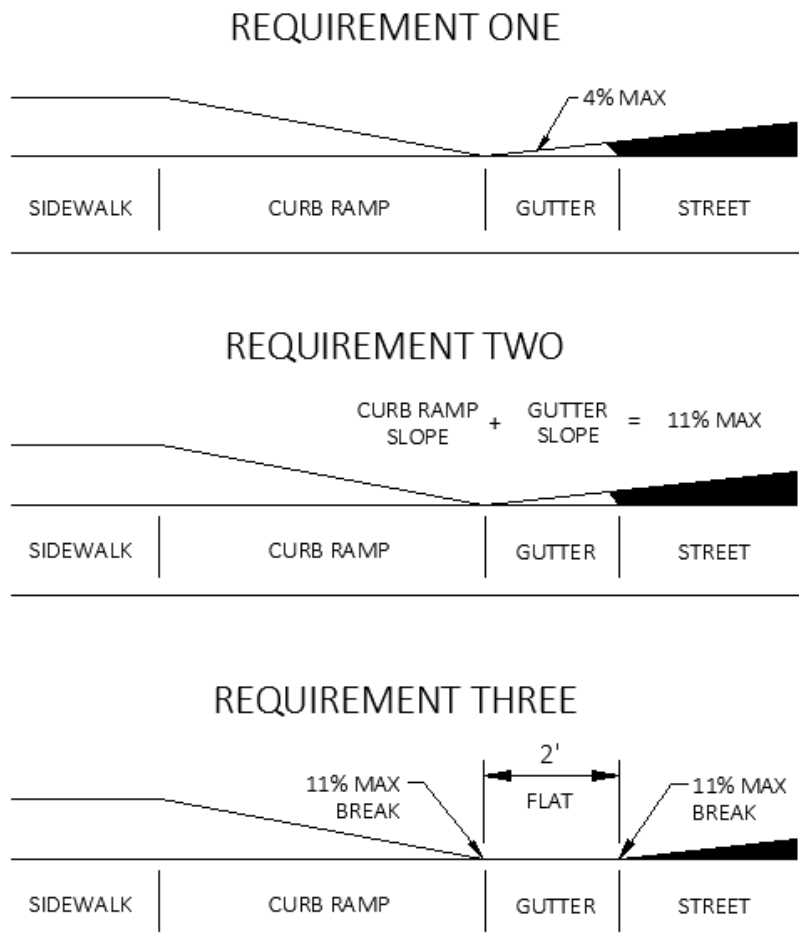 REQUIREMENT ONE
4% MAX
SIDEWALK CURB RAMP GUTTER STREET
REQUIREMENT TWO
CURB RAMP SLOPE + GUTTER SLOPE = 11% MAX
SIDEWALK CURB RAMP GUTTER STREET
REQUIREMENT THREE
2'
11% MAX
BREAK
FLAT
11% MAX
BREAK
SIDEWALK CURB RAMP GUTTER STREET